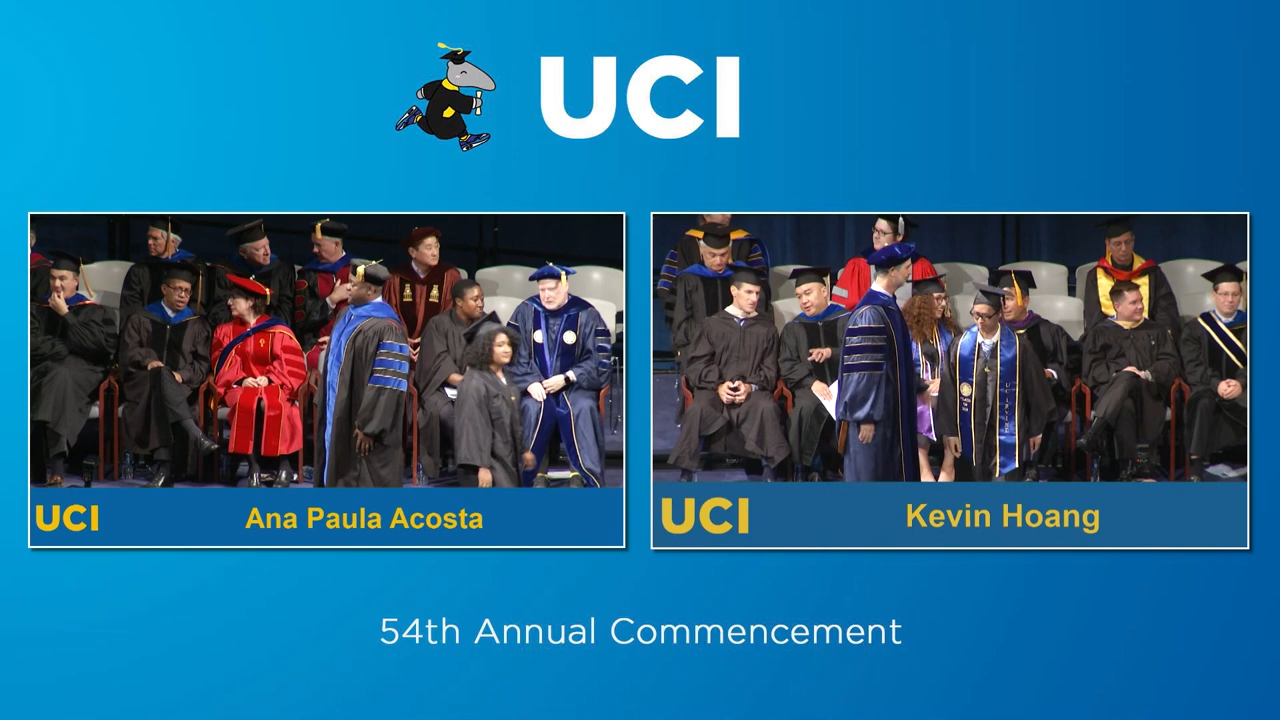 UCI
UCI
Ana Paula Acosta
UCI
Kevin Hoang
54th Annual Commencement